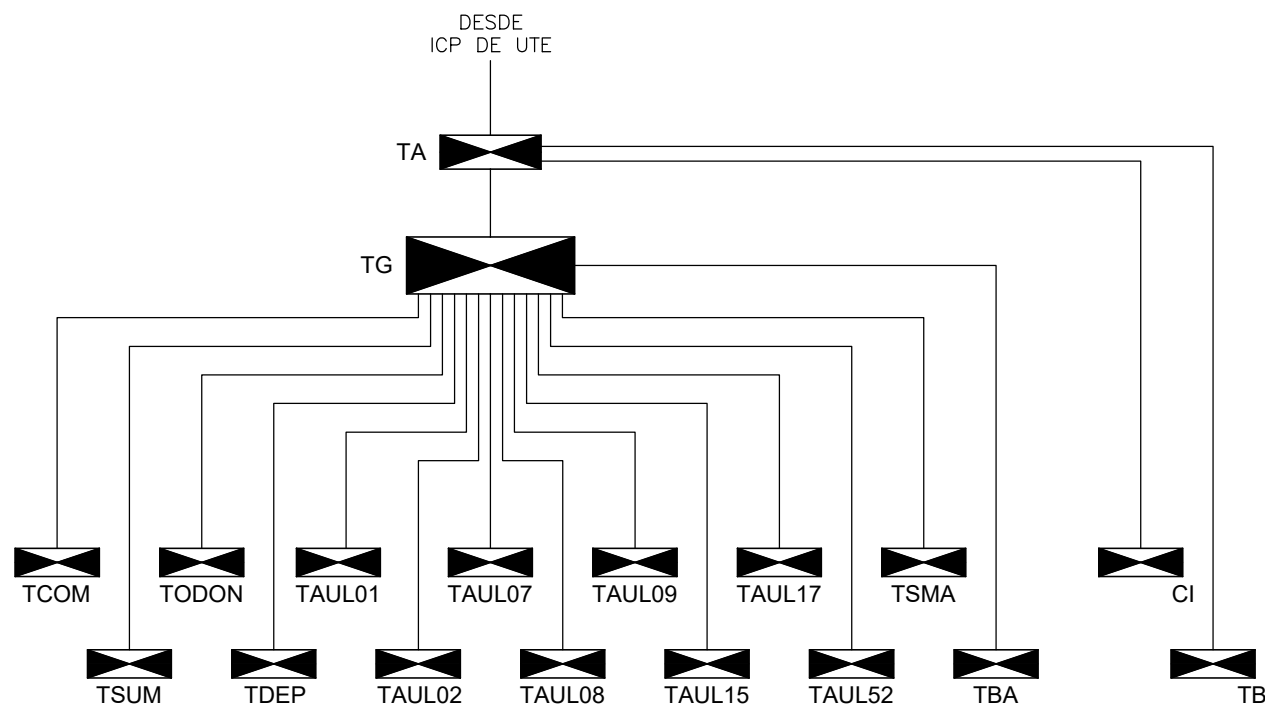 DESDE
ICP DE UTE
TA
TG
TCOM
TODON
TAUL01
TAUL07
TAUL09
TAUL17
TSMA
CI
TSUM
TDEP
TAUL02
TAUL08
TAUL15
TAUL52
TBA
TB